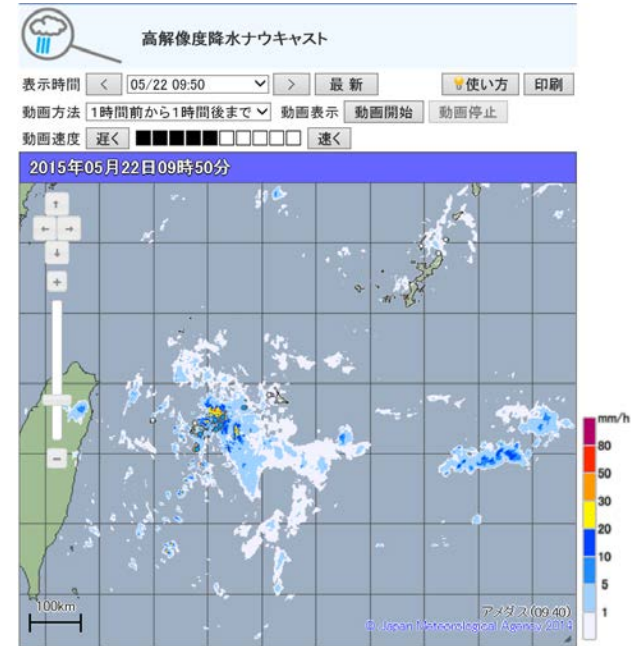 高解像度降水ナウキャスト
表示時間 < 05/22 09:50 > 最 新 使い方 印刷
動画方法 1時間前から1時間後まで 動画表示 動画開始 動画停止
動画速度 遅く 速く
2015年05月22日09時50分
mm/h
80
50
30
20
10
5
1
100km
アメダス(09:40)
© Japan Meteorological Agency